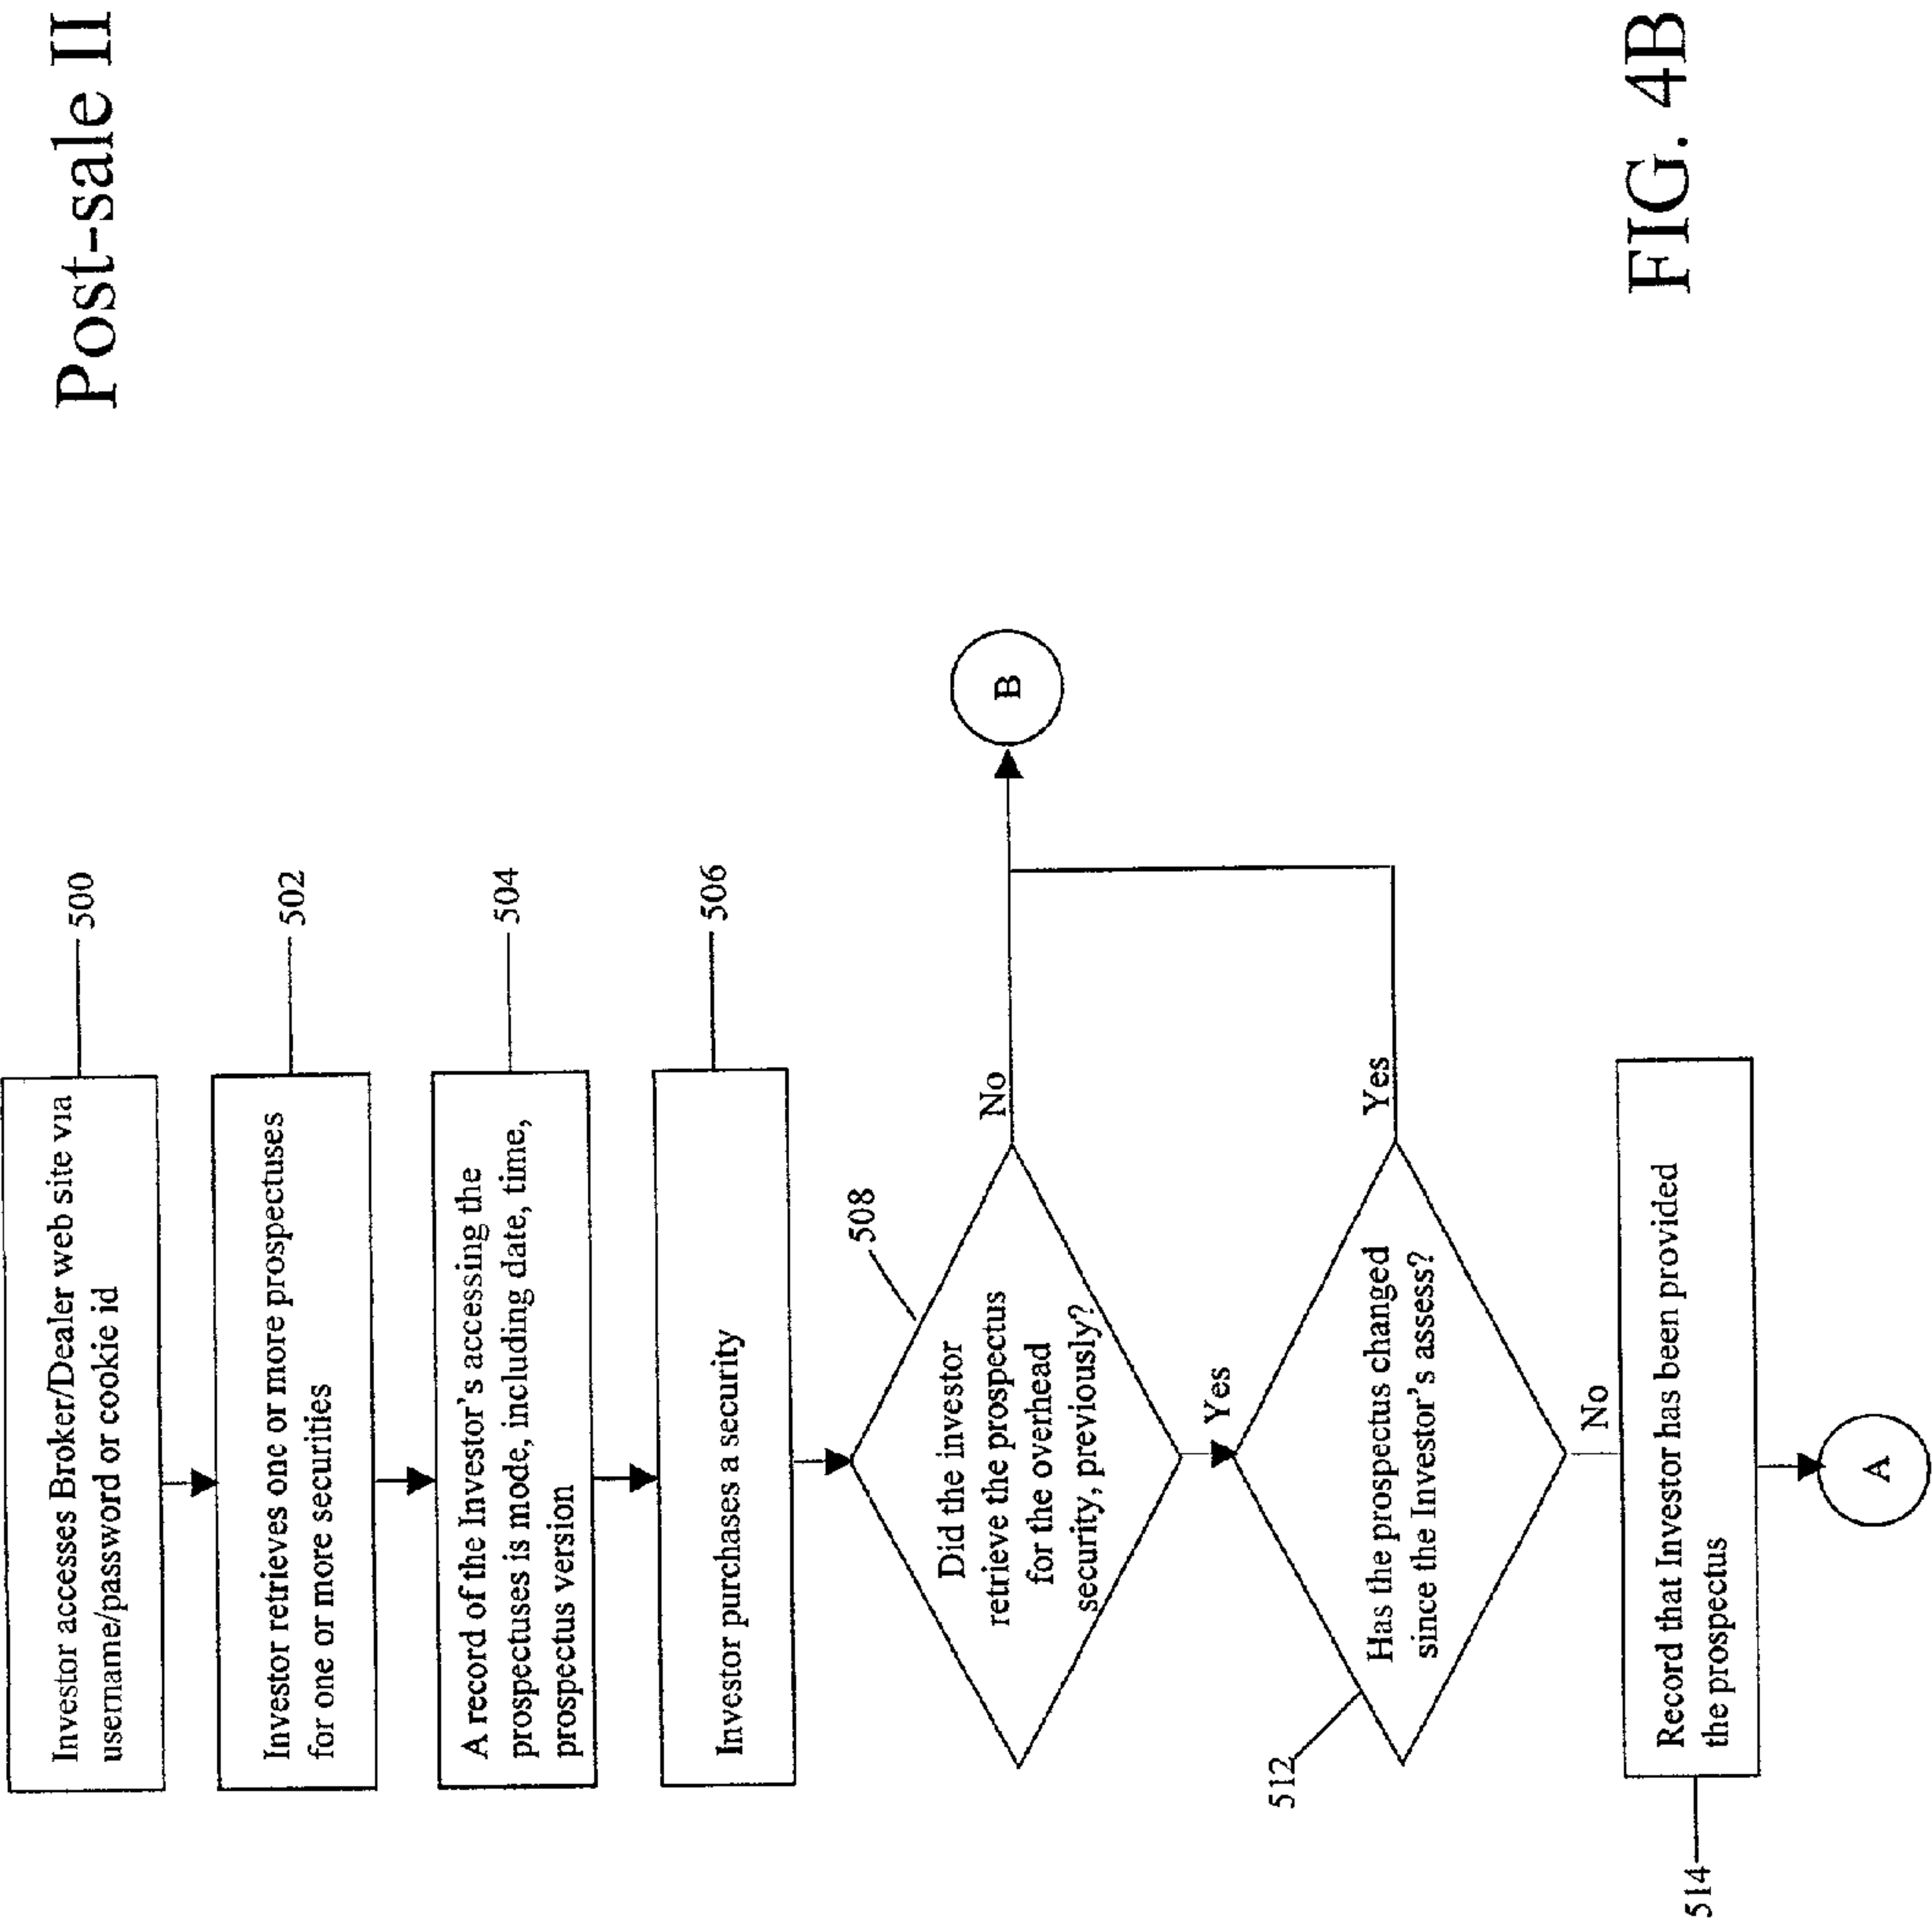 Post-sale II
Investor accesses Broker/Dealer web site via
username/password or cookie id
500
Investor retrieves one or more prospectuses
for one or more securities
502
A record of the Investor's accessing the
prospectuses is mode, including date, time,
prospectus version
504
Investor purchases a security
506
508
Did the investor
retrieve the prospectus
for the overhead
security, previously?
No
B
Yes
512
Has the prospectus changed
since the Investor's assess?
Yes
No
514
Record that Investor has been provided
the prospectus
A
FIG. 4B